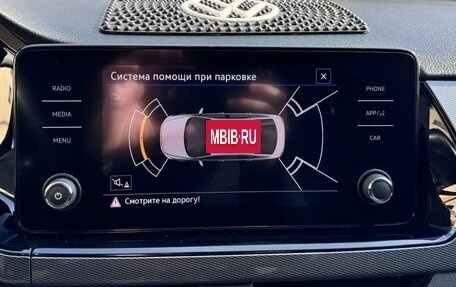 Система помощи при парковке
RADIO
PHONE
MEDIA
APP
MBIB.RU
MENU
CAR
Смотрите на дорогу!